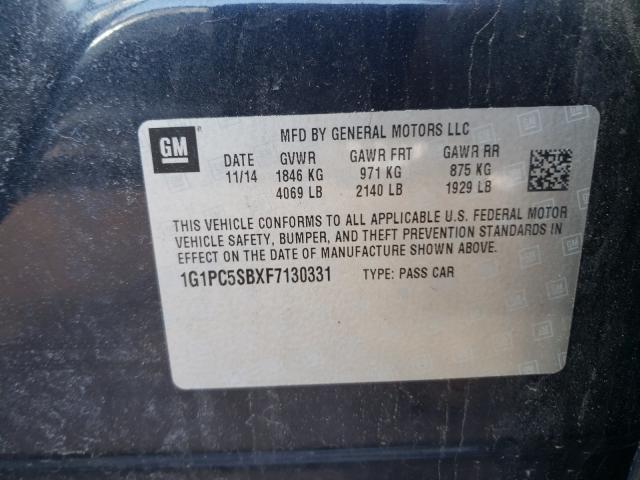 GM
MFD BY GENERAL MOTORS LLC
DATE GVWR GAWR FRT GAWR RR
11/14 1846 KG 971 KG 875 KG
4069 LB 2140 LB 1929 LB
THIS VEHICLE CONFORMS TO ALL APPLICABLE U.S. FEDERAL MOTOR
VEHICLE SAFETY, BUMPER, AND THEFT PREVENTION STANDARDS IN
EFFECT ON THE DATE OF MANUFACTURE SHOWN ABOVE.
1G1PC5SBXF7130331 TYPE: PASS CAR